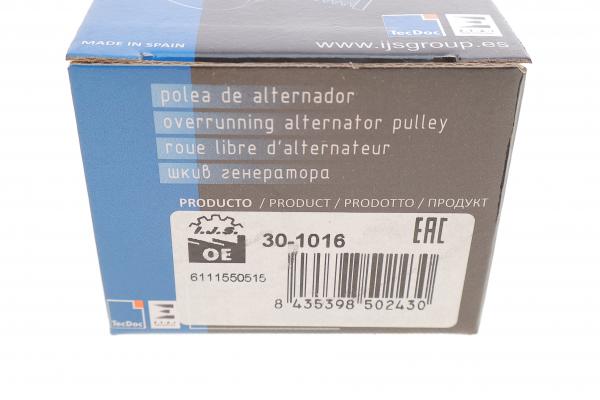 MADE IN SPAIN
TecDoc
www.ijsgroup.es
polea de alternador
overrunning alternator pulley
roue libre d'alternateur
шкив генератора
PRODUCTO / PRODUCT / PRODOTTO / ПРОДУКТ
I.J.S.
OE
30-1016
EAC
6111550515
8 435398 502430
TecDoc